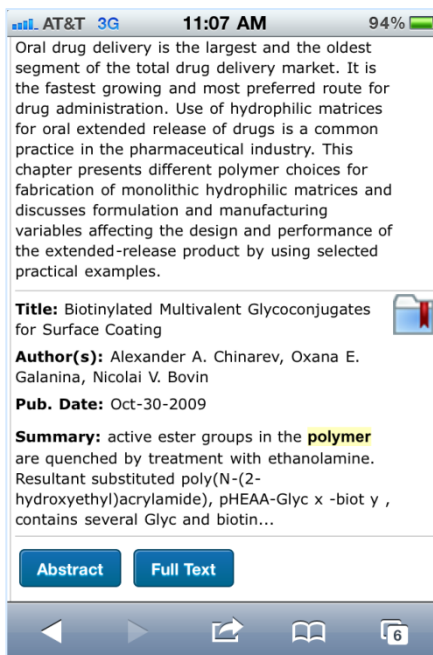 AT&T 3G 11:07 AM 94%
Oral drug delivery is the largest and the oldest
segment of the total drug delivery market. It is
the fastest growing and most preferred route for
drug administration. Use of hydrophilic matrices
for oral extended release of drugs is a common
practice in the pharmaceutical industry. This
chapter presents different polymer choices for
fabrication of monolithic hydrophilic matrices and
discusses formulation and manufacturing
variables affecting the design and performance of
the extended-release product by using selected
practical examples.
Title: Biotinylated Multivalent Glycoconjugates
for Surface Coating
Author(s): Alexander A. Chinarev, Oxana E.
Galanina, Nicolai V. Bovin
Pub. Date: Oct-30-2009
Summary: active ester groups in the polymer
are quenched by treatment with ethanolamine.
Resultant substituted poly(N-(2-
hydroxyethyl)acrylamide), pHEAA-Glyc x -biot y ,
contains several Glyc and biotin...
Abstract Full Text
6